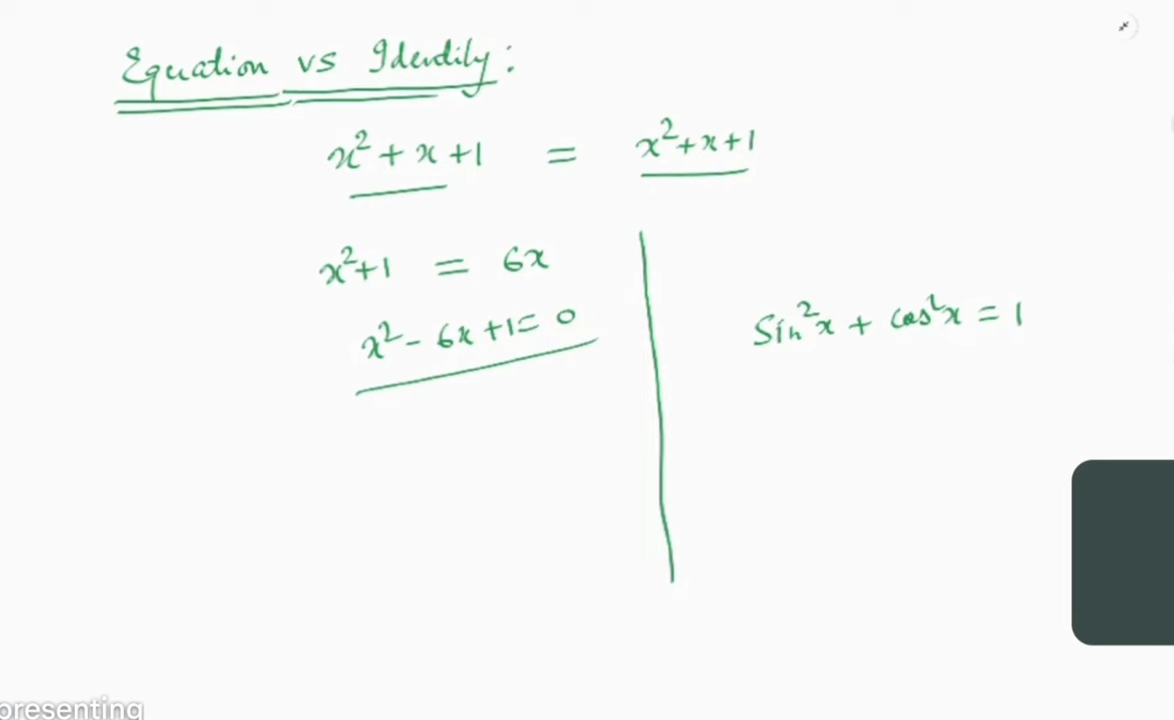 Equation vs Identity:
x²+x+1 = x²+x+1
x²+1 = 6x
x²-6x+1=0
Sin²x + cos²x = 1
presenting